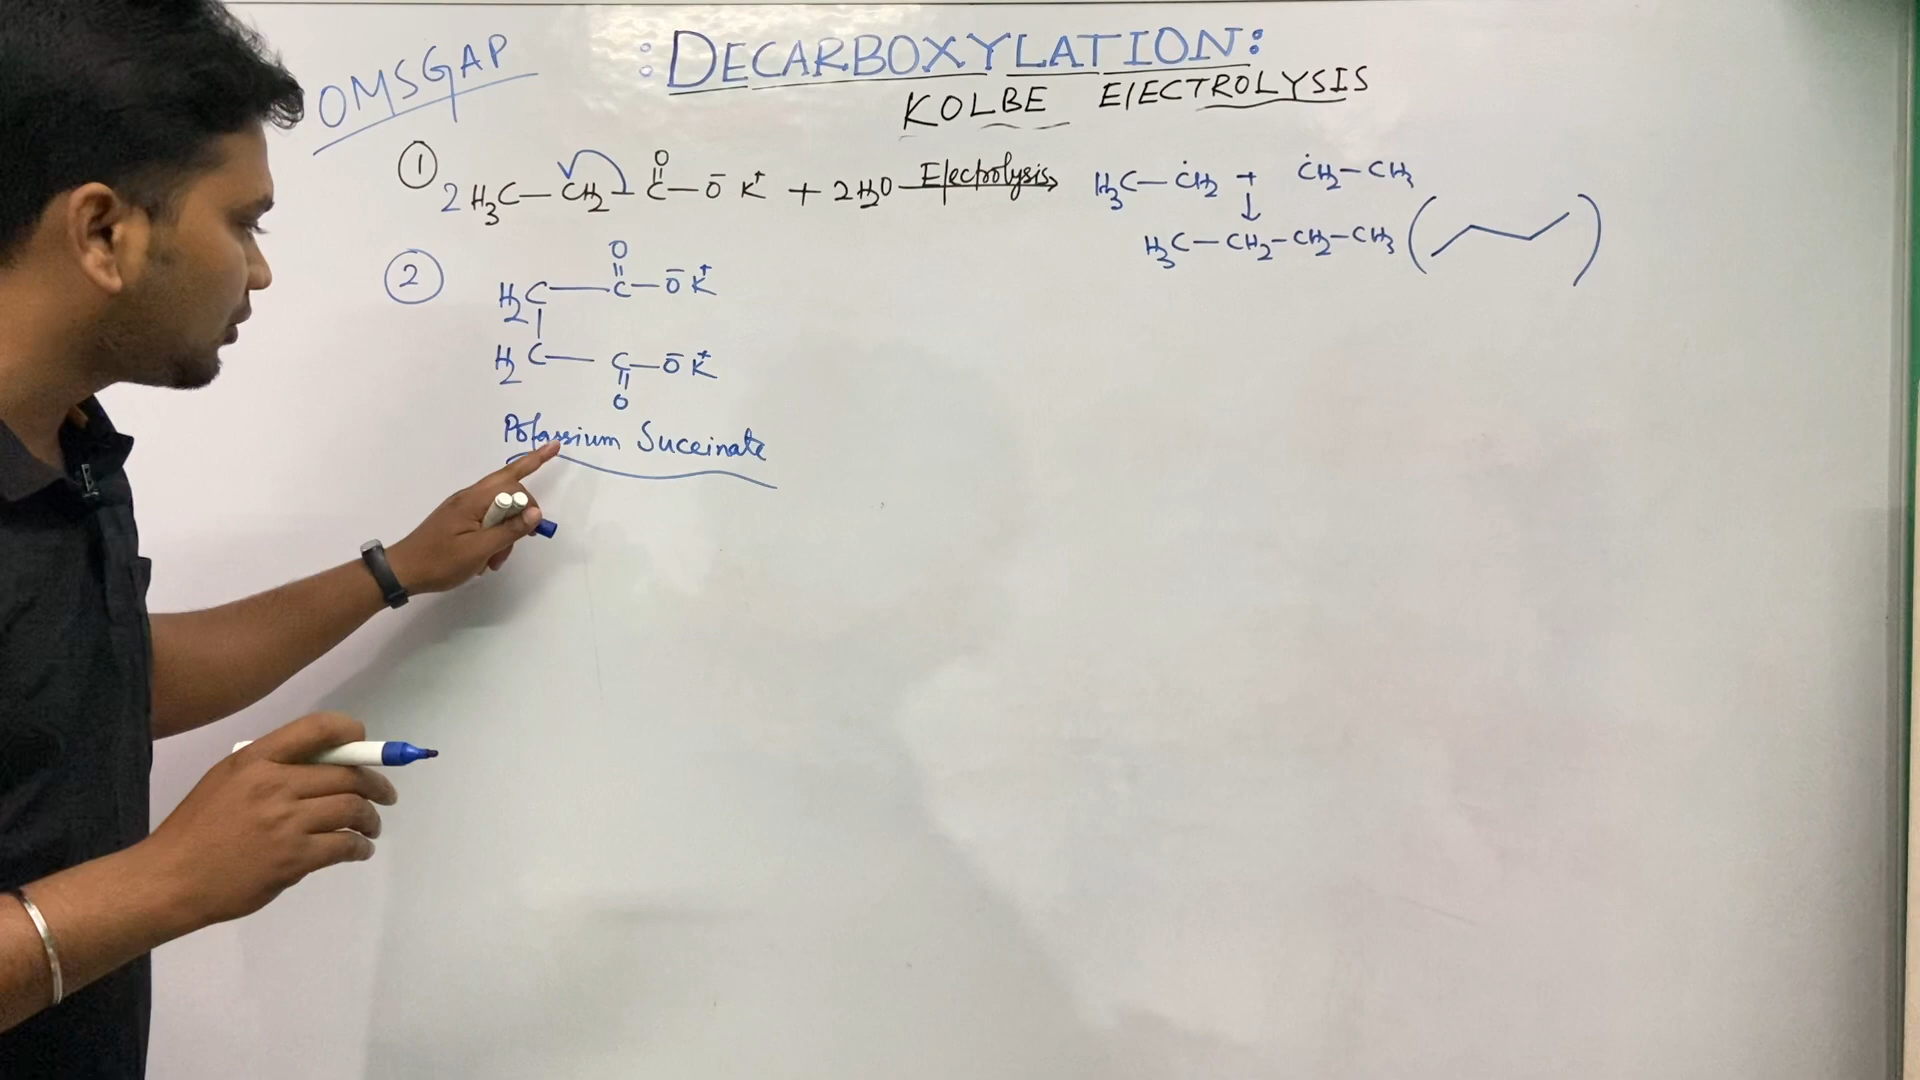 OMSGAP
:DECARBOXYLATION:
KOLBE ElECTROLYSIS
① 2 H₃C—CH₂—C(=O)—O⁻ K⁺ + 2H₂O —Electrolysis→ H₃C—ĊH₂ + ĊH₂—CH₃
↓
H₃C—CH₂—CH₂—CH₃ ( )
②
O
||
H₂C—C—O⁻ K⁺
|
H₂C—C—O⁻ K⁺
||
O
Potassium Succinate